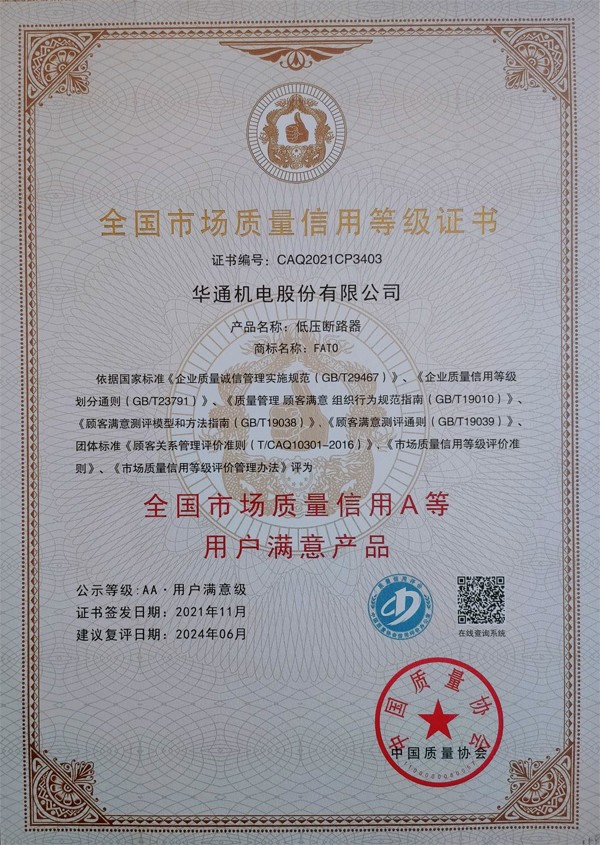 全国市场质量信用等级证书
证书编号：CAQ2021CP3403
华通机电股份有限公司
产品名称：低压断路器
商标名称：FATO
依据国家标准《企业质量诚信管理实施规范（GB/T29467）》、《企业质量信用等级
划分通则（GB/T23791）》、《质量管理 顾客满意 组织行为规范指南（GB/T19010）》、
《顾客满意测评模型和方法指南（GB/T19038）》、《顾客满意测评通则（GB/T19039）》、
团体标准《顾客关系管理评价准则（T/CAQ10301-2016）》、《市场质量信用等级评价准
则》、《市场质量信用等级评价管理办法》评为
全国市场质量信用A等
用户满意产品
公示等级:AA·用户满意级
证书签发日期：2021年11月
建议复评日期：2024年06月
在线查询系统
中国质量协会
中国质量协会